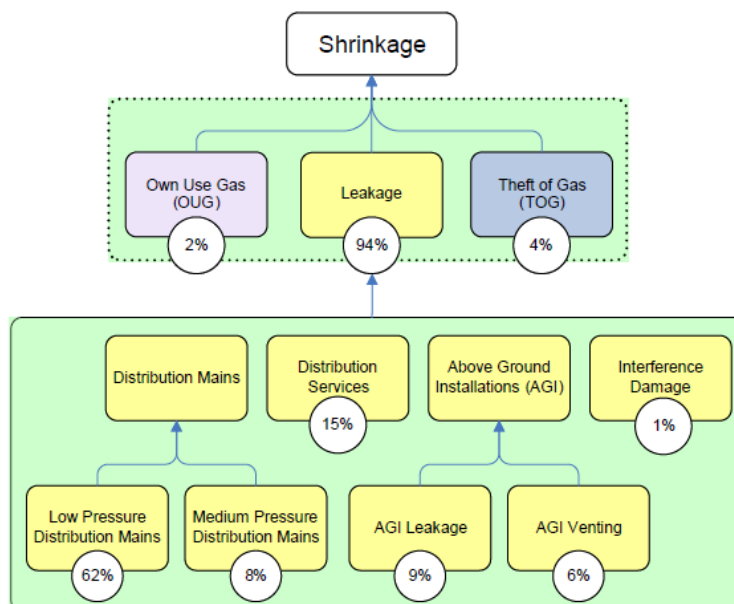 Shrinkage
Own Use Gas
(OUG)
2%
Leakage
94%
Theft of Gas
(TOG)
4%
Distribution Mains
Distribution
Services
15%
Above Ground
Installations (AGI)
Interference
Damage
1%
Low Pressure
Distribution Mains
62%
Medium Pressure
Distribution Mains
8%
AGI Leakage
9%
AGI Venting
6%